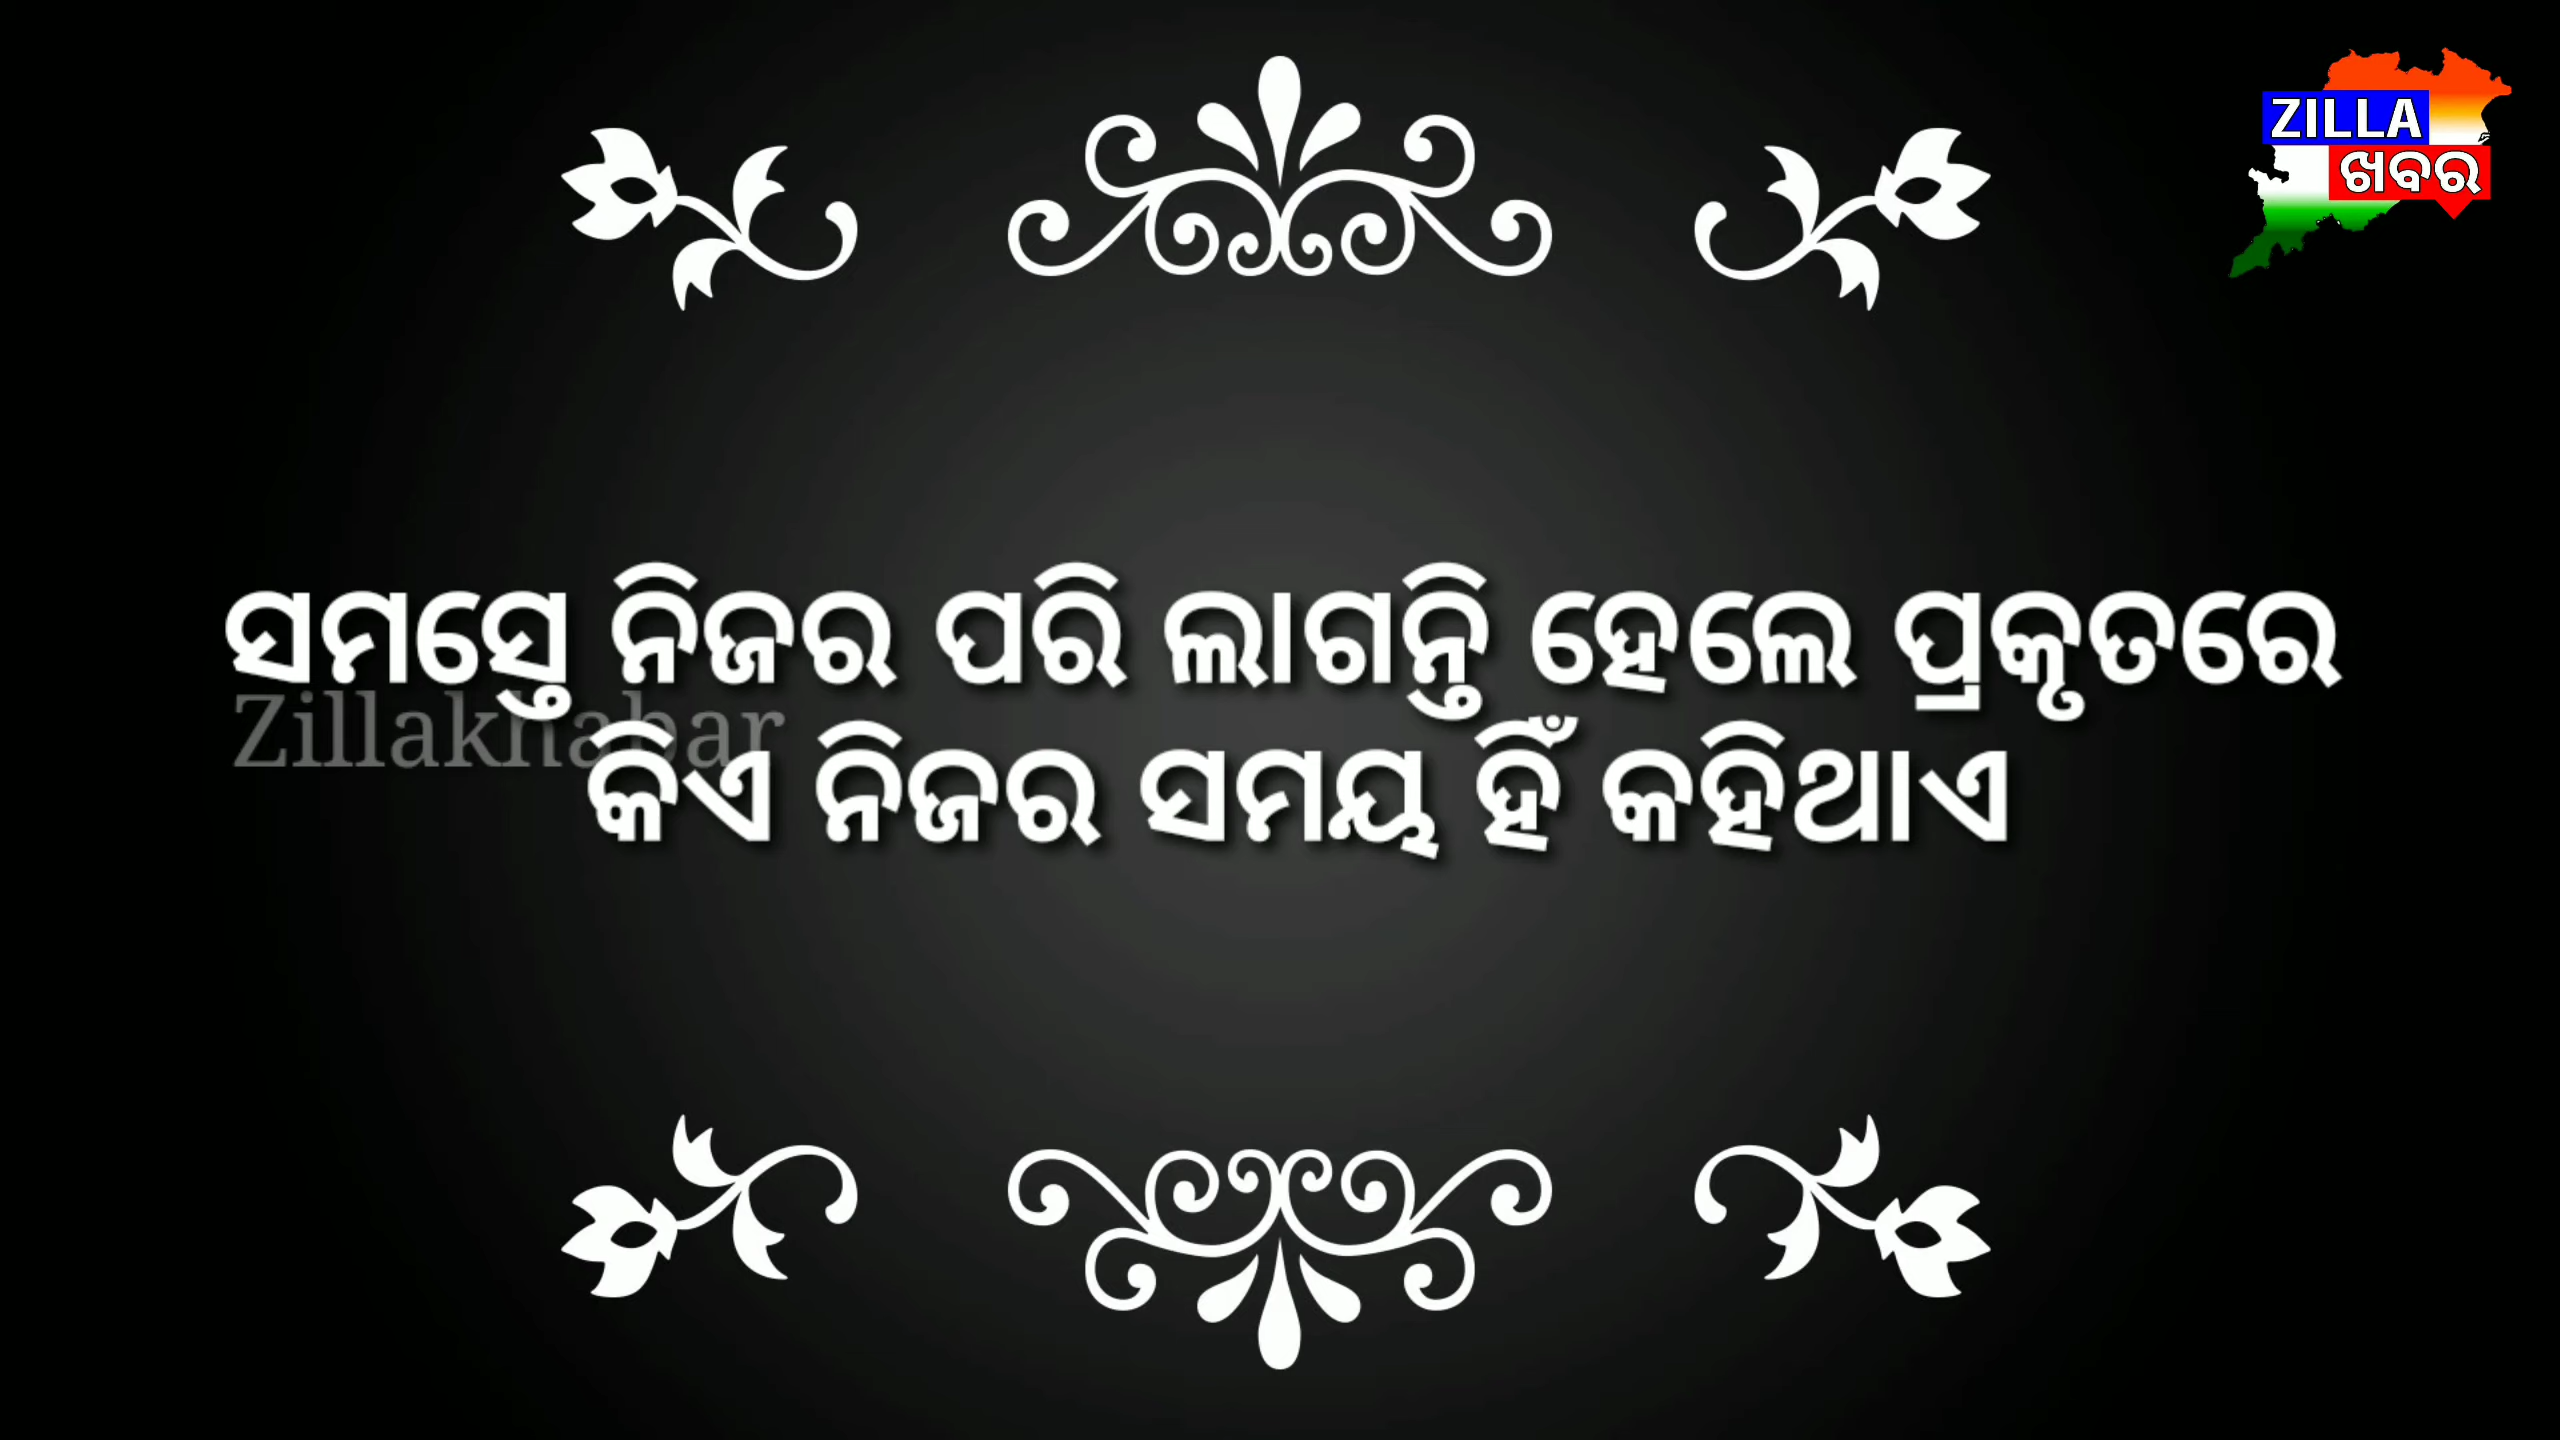 ZILLA
ଖବର
ସମସ୍ତେ ନିଜର ପରି ଲାଗନ୍ତି ହେଲେ ପ୍ରକୃତରେ
Zillakhabar
କିଏ ନିଜର ସମୟ ହିଁ କହିଥାଏ